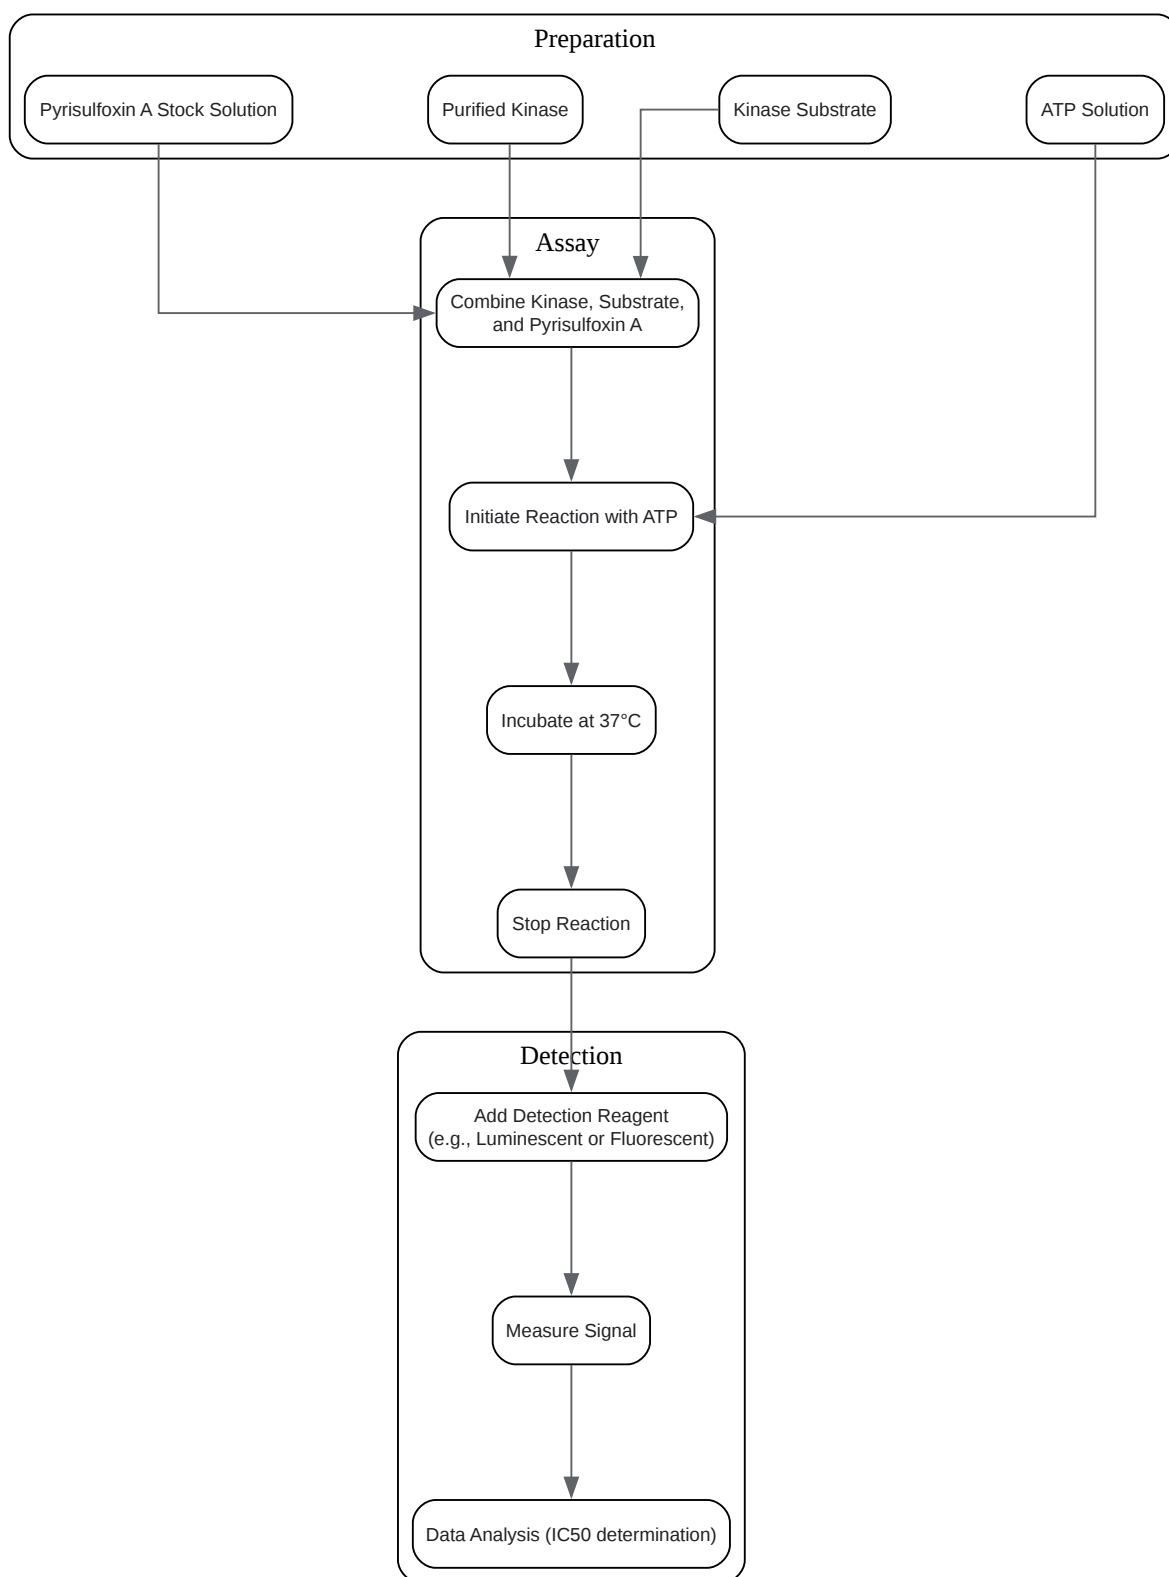 Preparation
Pyrisulfoxin A Stock Solution
Purified Kinase
Kinase Substrate
ATP Solution
Assay
Combine Kinase, Substrate,
and Pyrisulfoxin A
Initiate Reaction with ATP
Incubate at 37°C
Stop Reaction
Detection
Add Detection Reagent
(e.g., Luminescent or Fluorescent)
Measure Signal
Data Analysis (IC50 determination)